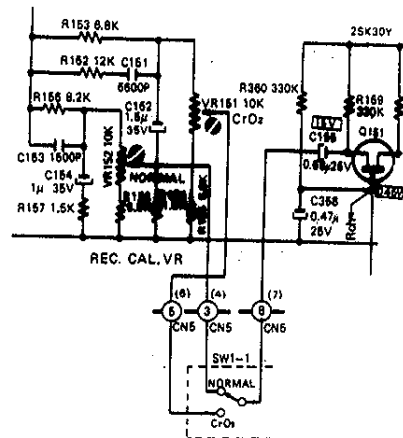 R153 6.8K
2SK30Y
R152 12K
C151
6600P
R156 8.2K
C152
1.5μ
35V
VR151 10K
CrO2
R360 330K
R159
330K
Q151
C153 1500P
C154
1μ 35V
VR152 10K
NORMAL
R157 1.5K
C358
0.47μ
25V
REC. CAL. VR
(6)
(4)
(7)
5
3
8
CN5
CN5
CN5
SW1-1
NORMAL
CrO2